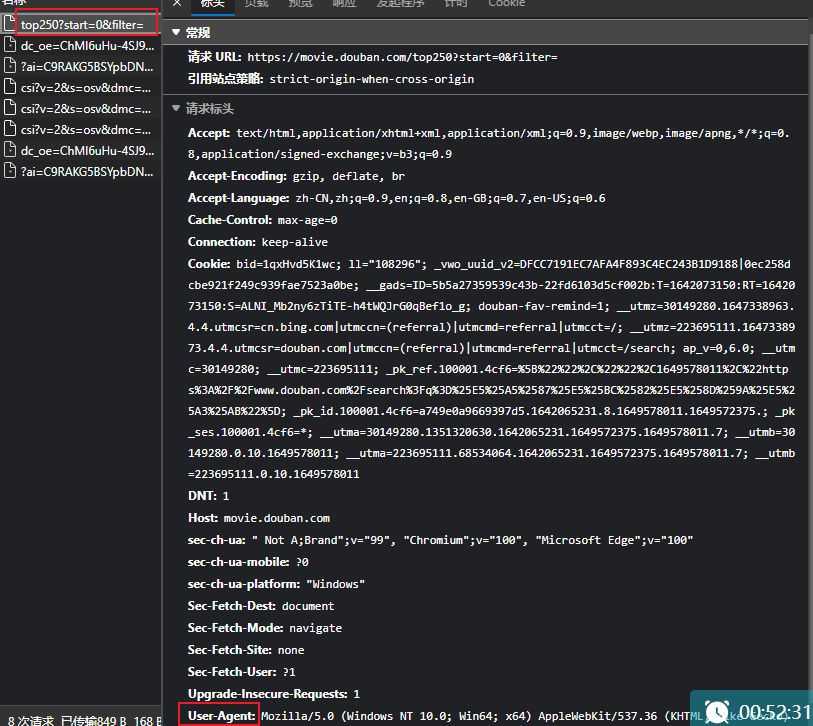 名称
top250?start=0&filter=
dc_oe=ChMI6uHu-4SJ9...
?ai=C9RAKG5BSYpbDN...
csi?v=2&s=osv&dmc=...
csi?v=2&s=osv&dmc=...
csi?v=2&s=osv&dmc=...
dc_oe=ChMI6uHu-4SJ9...
?ai=C9RAKG5BSYpbDN...
8 次请求 已传输849 B 168 B
标头 负载 预览 响应 发起程序 计时 Cookie
常规
请求 URL: https://movie.douban.com/top250?start=0&filter=
引用站点策略: strict-origin-when-cross-origin
请求标头
Accept: text/html,application/xhtml+xml,application/xml;q=0.9,image/webp,image/apng,*/*;q=0.
8,application/signed-exchange;v=b3;q=0.9
Accept-Encoding: gzip, deflate, br
Accept-Language: zh-CN,zh;q=0.9,en;q=0.8,en-GB;q=0.7,en-US;q=0.6
Cache-Control: max-age=0
Connection: keep-alive
Cookie: bid=1qxHvd5K1wc; ll="108296"; _vwo_uuid_v2=DFCC7191EC7AFA4F893C4EC243B1D9188|0ec258d
cbe921f249c939fae7523a0be; __gads=ID=5b5a27359539c43b-22fd6103d5cf002b:T=1642073150:RT=16420
73150:S=ALNI_Mb2ny6zTiTE-h4tWQJrG0qBef1o_g; douban-fav-remind=1; __utmz=30149280.1647338963.
4.4.utmcsr=cn.bing.com|utmccn=(referral)|utmcmd=referral|utmcct=/; __utmz=223695111.16473389
73.4.4.utmcsr=douban.com|utmccn=(referral)|utmcmd=referral|utmcct=/search; ap_v=0,6.0; __utm
c=30149280; __utmc=223695111; _pk_ref.100001.4cf6=%5B%22%22%2C%22%22%2C1649578011%2C%22http
s%3A%2F%2Fwww.douban.com%2Fsearch%3Fq%3D%25E5%25A5%2587%25E5%25BC%2582%25E5%258D%259A%25E5%2
5A3%25AB%22%5D; _pk_id.100001.4cf6=a749e0a9669397d5.1642065231.8.1649578011.1649572375.; _pk
_ses.100001.4cf6=*; __utma=30149280.1351320630.1642065231.1649572375.1649578011.7; __utmb=30
149280.0.10.1649578011; __utma=223695111.68534064.1642065231.1649572375.1649578011.7; __utmb
=223695111.0.10.1649578011
DNT: 1
Host: movie.douban.com
sec-ch-ua: " Not A;Brand";v="99", "Chromium";v="100", "Microsoft Edge";v="100"
sec-ch-ua-mobile: ?0
sec-ch-ua-platform: "Windows"
Sec-Fetch-Dest: document
Sec-Fetch-Mode: navigate
Sec-Fetch-Site: none
Sec-Fetch-User: ?1
Upgrade-Insecure-Requests: 1
User-Agent: Mozilla/5.0 (Windows NT 10.0; Win64; x64) AppleWebKit/537.36 (KHTML, like Gecko)
00:52:31